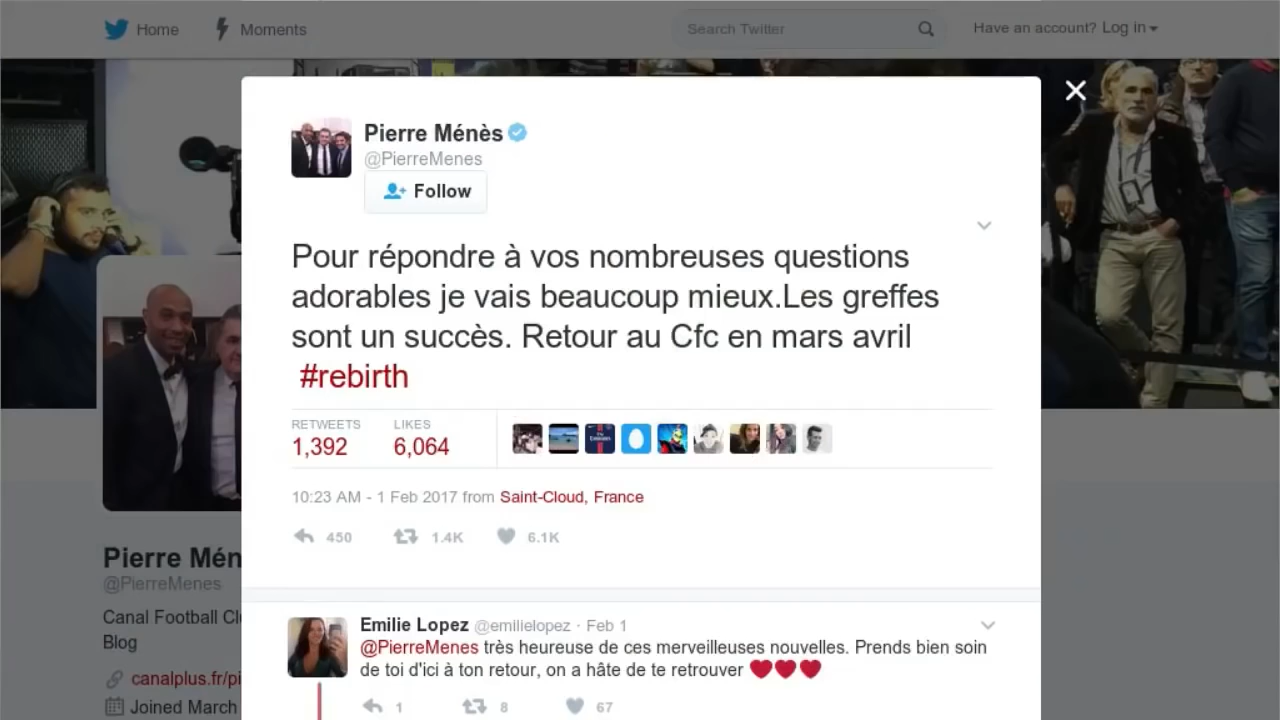 Home
Moments
Search Twitter
Have an account? Log in
Pierre Ménès
@PierreMenes
Follow
Pour répondre à vos nombreuses questions
adorables je vais beaucoup mieux.Les greffes
sont un succès. Retour au Cfc en mars avril
#rebirth
RETWEETS
1,392
LIKES
6,064
10:23 AM - 1 Feb 2017 from Saint-Cloud, France
450
1.4K
6.1K
Pierre Mén
@PierreMenes
Canal Football Cl
Blog
canalplus.fr/pi
Joined March
Emilie Lopez @emilielopez · Feb 1
@PierreMenes très heureuse de ces merveilleuses nouvelles. Prends bien soin
de toi d'ici à ton retour, on a hâte de te retrouver ❤❤❤
1
8
67